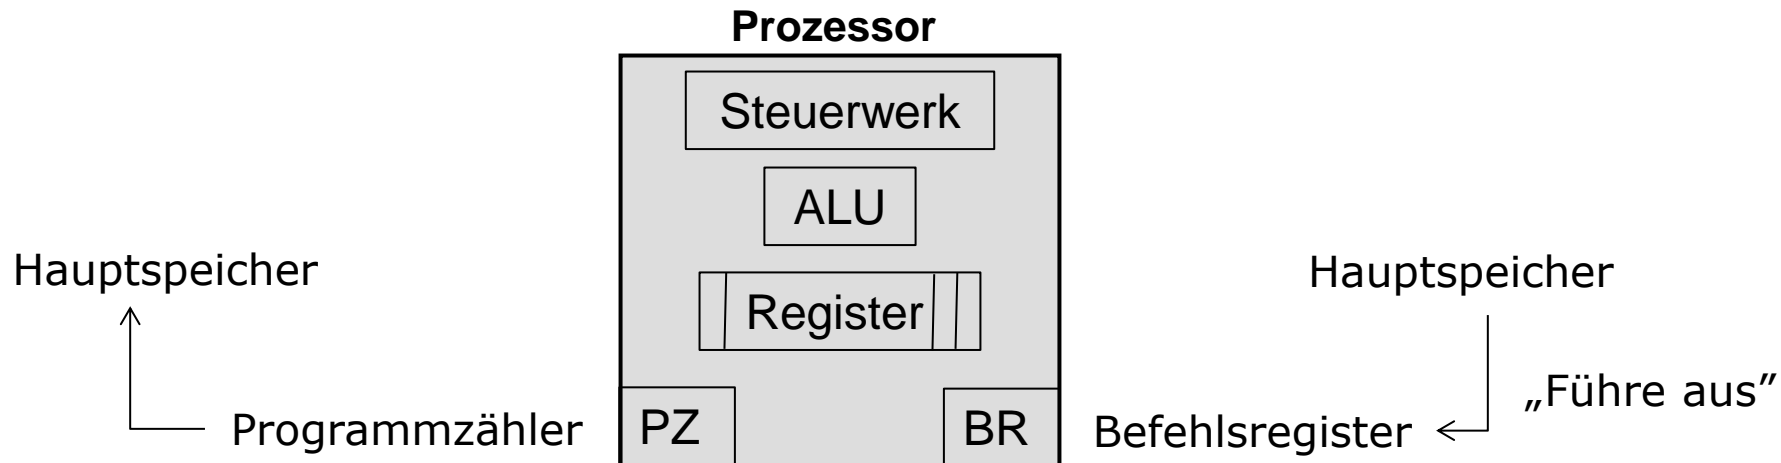 Prozessor
Steuerwerk
ALU
Hauptspeicher
Hauptspeicher
Register
„Führe aus”
Programmzähler
PZ
BR
Befehlsregister